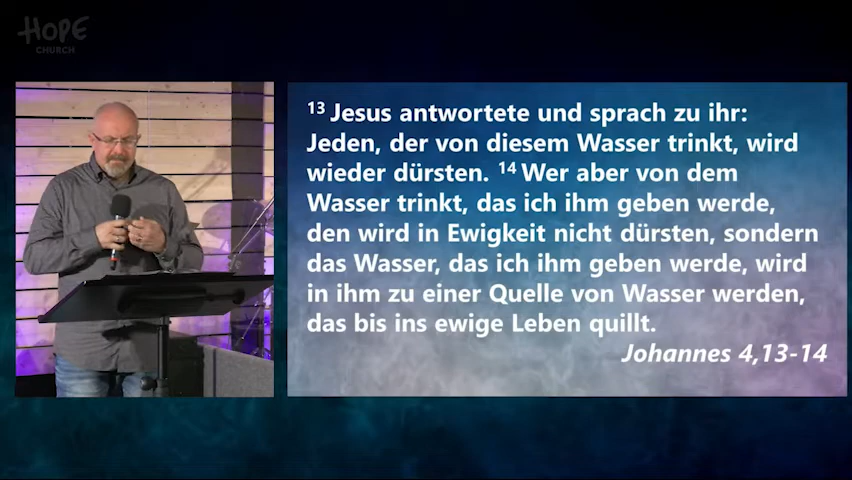 HOPE
CHURCH
13 Jesus antwortete und sprach zu ihr:
Jeden, der von diesem Wasser trinkt, wird
wieder dürsten. 14 Wer aber von dem
Wasser trinkt, das ich ihm geben werde,
den wird in Ewigkeit nicht dürsten, sondern
das Wasser, das ich ihm geben werde, wird
in ihm zu einer Quelle von Wasser werden,
das bis ins ewige Leben quillt.
Johannes 4,13-14